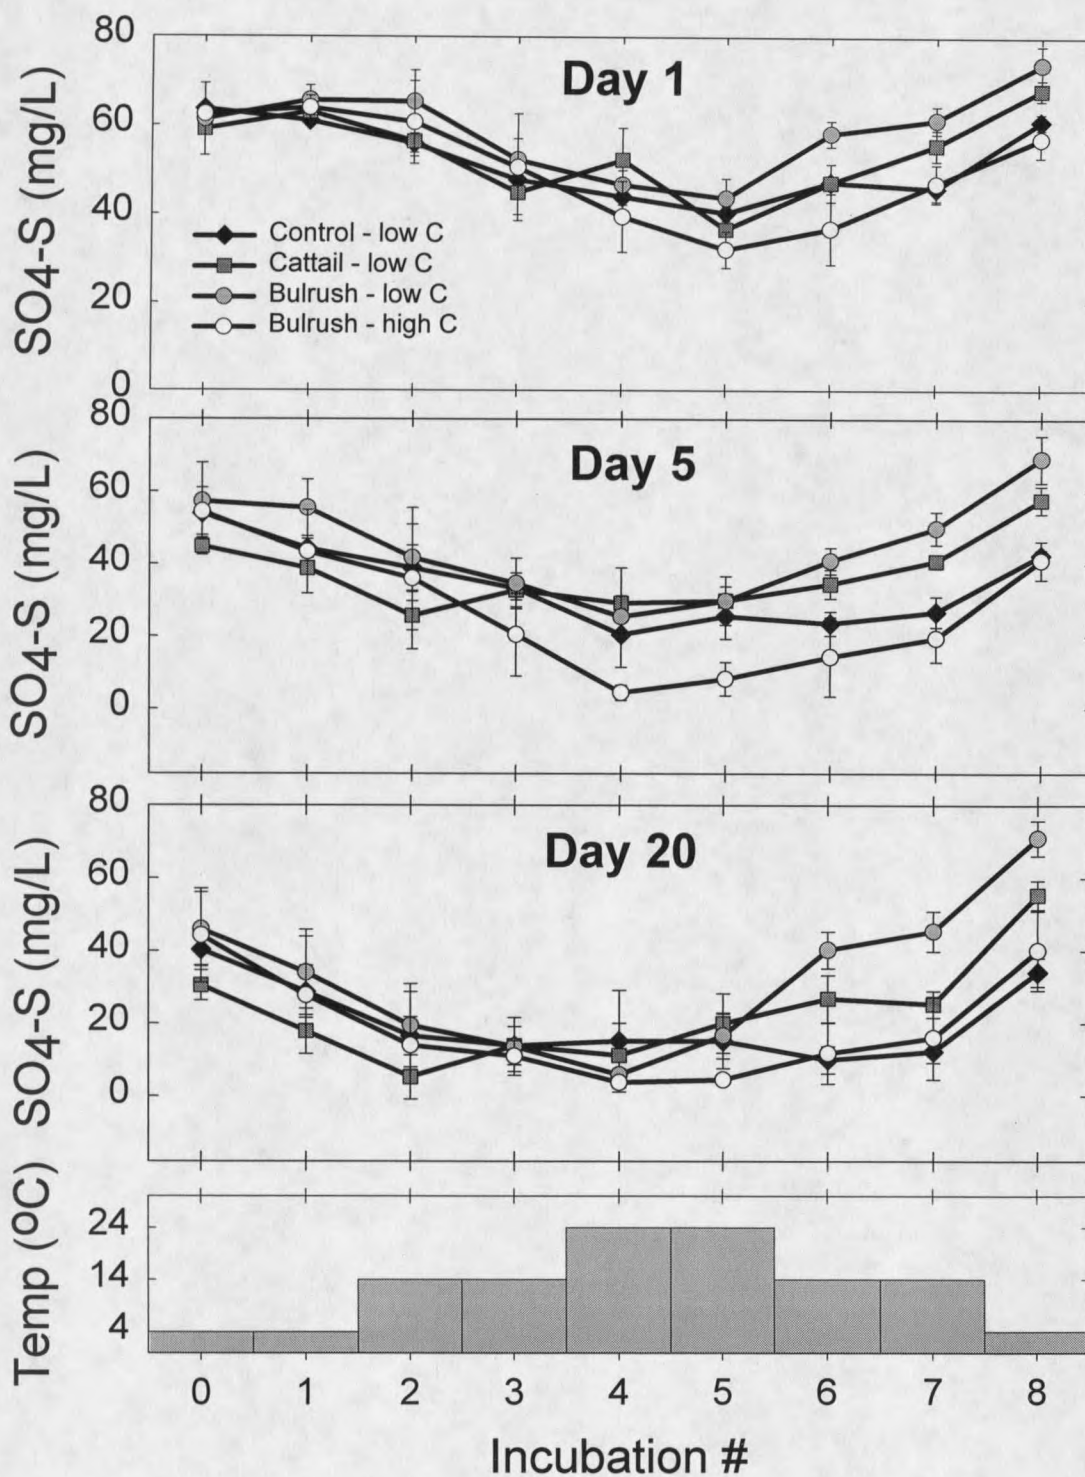 80
60
40
20
0
SO4-S (mg/L)
Day 1
Control - low C
Cattail - low C
Bulrush - low C
Bulrush - high C
80
60
40
20
0
SO4-S (mg/L)
Day 5
80
60
40
20
0
SO4-S (mg/L)
Day 20
24
14
4
Temp (oC)
0 1 2 3 4 5 6 7 8
Incubation #